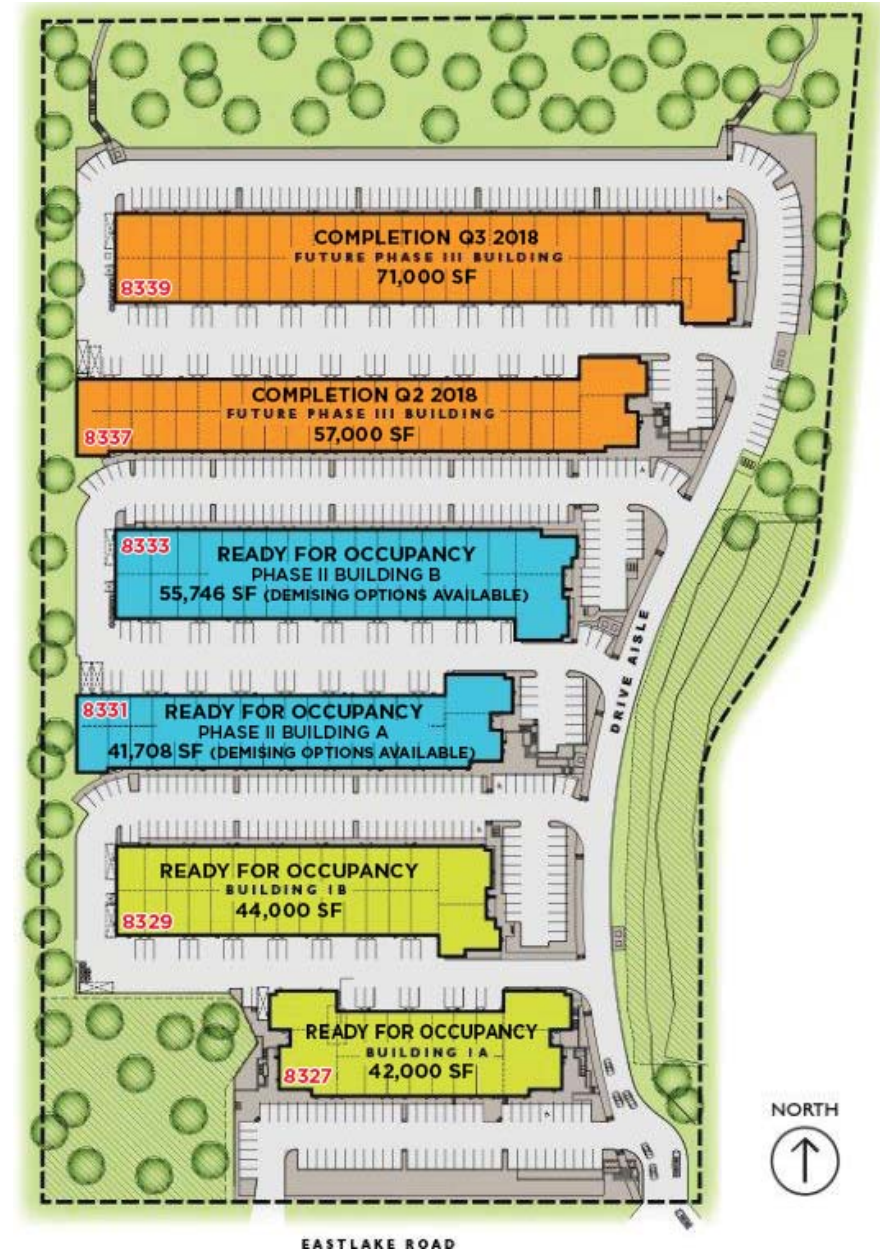 COMPLETION Q3 2018
FUTURE PHASE III BUILDING
71,000 SF
8339
COMPLETION Q2 2018
FUTURE PHASE III BUILDING
57,000 SF
8337
8333
READY FOR OCCUPANCY
PHASE II BUILDING B
55,746 SF (DEMISING OPTIONS AVAILABLE)
DRIVE AISLE
8331
READY FOR OCCUPANCY
PHASE II BUILDING A
41,708 SF (DEMISING OPTIONS AVAILABLE)
READY FOR OCCUPANCY
BUILDING 1B
44,000 SF
8329
READY FOR OCCUPANCY
BUILDING 1A
42,000 SF
8327
NORTH
EASTLAKE ROAD